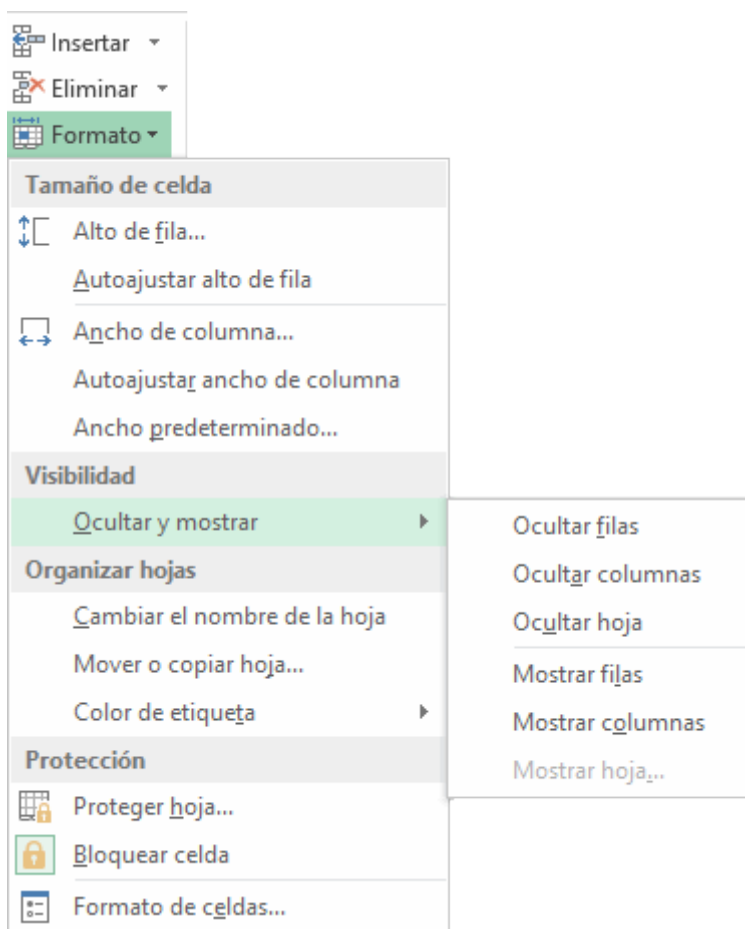 Insertar
Eliminar
Formato
Tamaño de celda
Alto de fila...
Autoajustar alto de fila
Ancho de columna...
Autoajustar ancho de columna
Ancho predeterminado...
Visibilidad
Ocultar y mostrar
Ocultar filas
Ocultar columnas
Ocultar hoja
Mostrar filas
Mostrar columnas
Mostrar hoja...
Organizar hojas
Cambiar el nombre de la hoja
Mover o copiar hoja...
Color de etiqueta
Protección
Proteger hoja...
Bloquear celda
Formato de celdas...